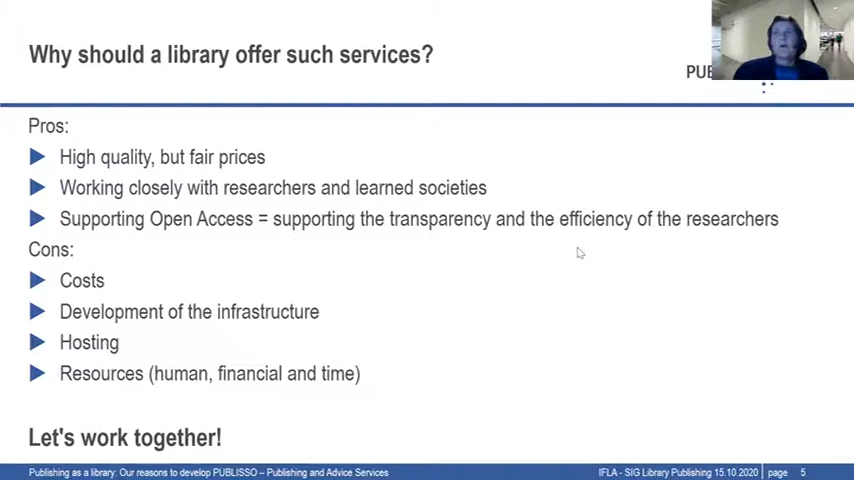 Why should a library offer such services?
Pros:
High quality, but fair prices
Working closely with researchers and learned societies
Supporting Open Access = supporting the transparency and the efficiency of the researchers
Cons:
Costs
Development of the infrastructure
Hosting
Resources (human, financial and time)
Let's work together!
Publishing as a library: Our reasons to develop PUBLISSO – Publishing and Advice Services
IFLA - SIG Library Publishing 15.10.2020 page 5